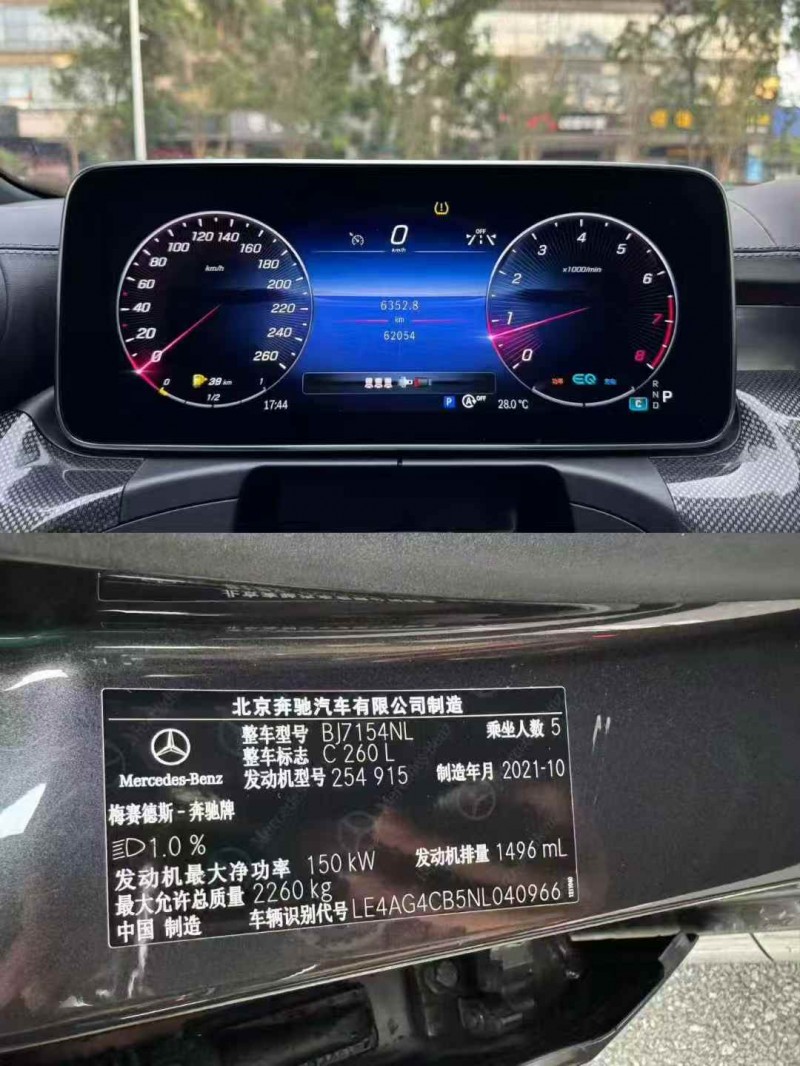 120 140
100 160
80 180
60 km/h 200
40 220
20 240
0 260
0 39 km 1
1/2
17:44
0
km/h
OFF
6352.8
km
62054
P
A OFF
28.0 °C
4
3 5
2 x1000/min 6
1 7
0 8
EQ
C
R
N P
D
北京奔驰汽车有限公司制造
整车型号 BJ7154NL 乘坐人数 5
整车标志 C 260 L
发动机型号 254 915 制造年月 2021-10
Mercedes-Benz
梅赛德斯-奔驰牌
1.0 %
发动机最大净功率 150 kW 发动机排量 1496 mL
最大允许总质量 2260 kg
中国 制造 车辆识别代号 LE4AG4CB5NL040966